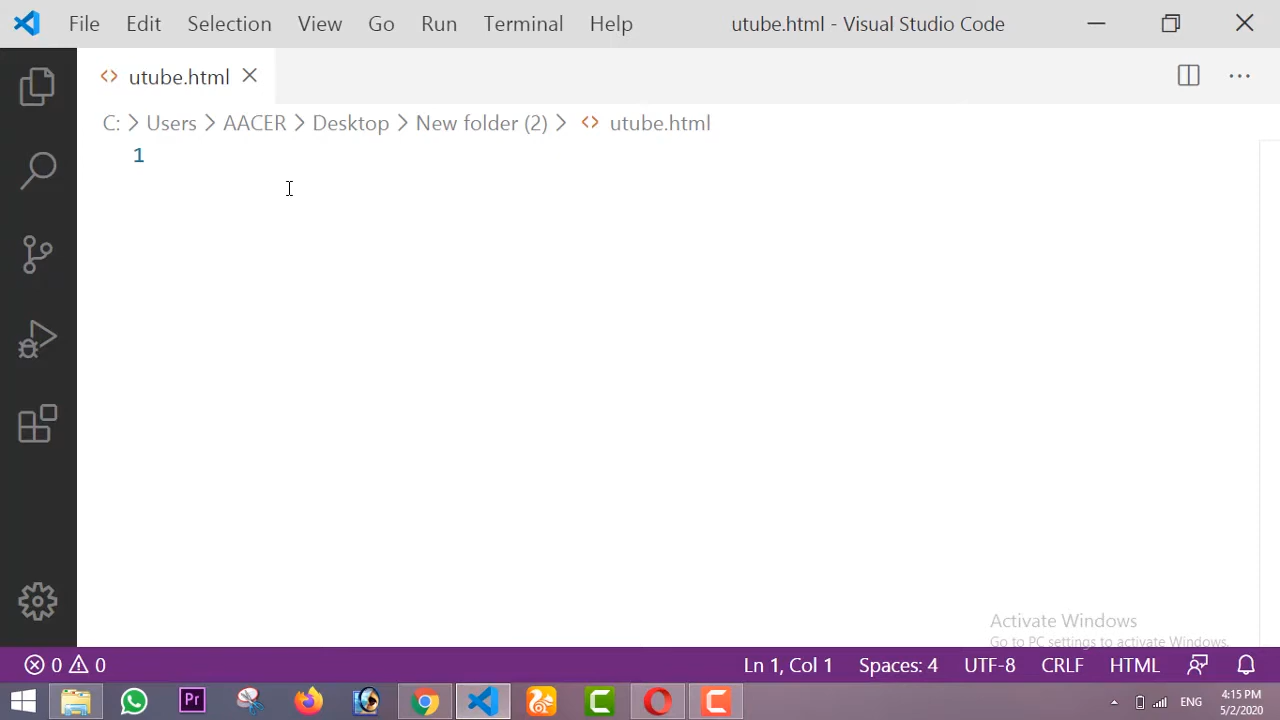 File Edit Selection View Go Run Terminal Help utube.html - Visual Studio Code
utube.html
C: Users AACER Desktop New folder (2) utube.html
1
Activate Windows
Go to PC settings to activate Windows.
0 0 Ln 1, Col 1 Spaces: 4 UTF-8 CRLF HTML
Pr C ENG 4:15 PM
5/2/2020